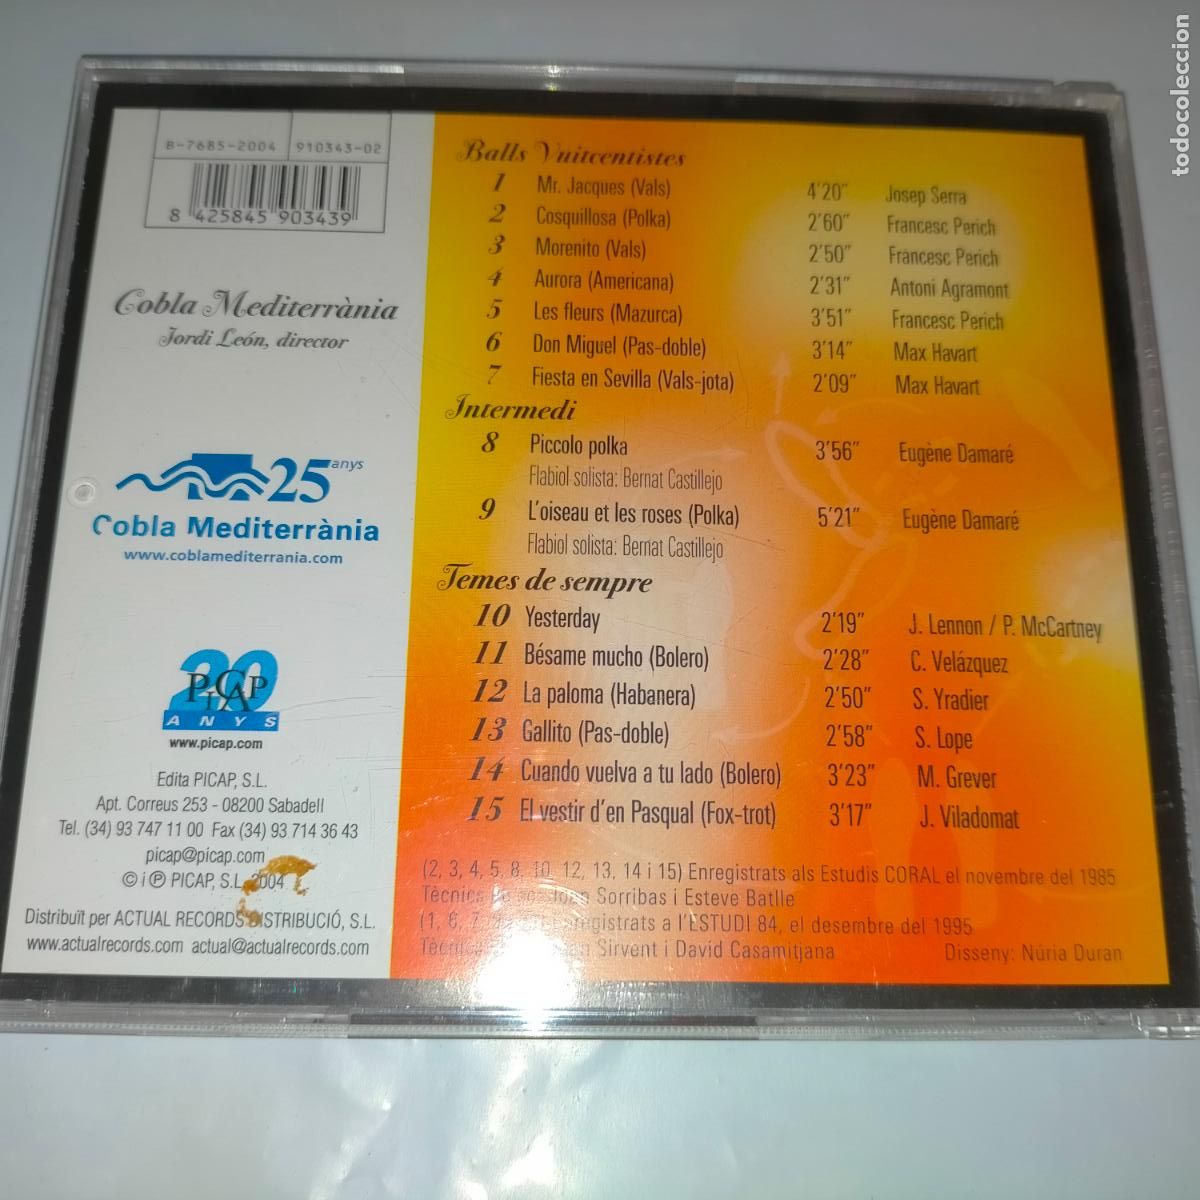 todocoleccion
B-7685-2004 910343-02
8 425845 903439
Cobla Mediterrània
Jordi León, director
25 anys
Cobla Mediterrània
www.coblamediterrania.com
20
PICAP
ANYS
www.picap.com
Edita PICAP, S.L.
Apt. Correus 253 - 08200 Sabadell
Tel. (34) 93 747 11 00 Fax (34) 93 714 36 43
picap@picap.com
© i ℗ PICAP, S.L. 2004
Distribuït per ACTUAL RECORDS DISTRIBUCIÓ, S.L.
www.actualrecords.com actual@actualrecords.com
Balls Vuitcentistes
1 Mr. Jacques (Vals) 4'20" Josep Serra
2 Cosquillosa (Polka) 2'60" Francesc Perich
3 Morenito (Vals) 2'50" Francesc Perich
4 Aurora (Americana) 2'31" Antoni Agramont
5 Les fleurs (Mazurca) 3'51" Francesc Perich
6 Don Miguel (Pas-doble) 3'14" Max Havart
7 Fiesta en Sevilla (Vals-jota) 2'09" Max Havart
Intermedi
8 Piccolo polka 3'56" Eugène Damaré
Flabiol solista: Bernat Castillejo
9 L'oiseau et les roses (Polka) 5'21" Eugène Damaré
Flabiol solista: Bernat Castillejo
Temes de sempre
10 Yesterday 2'19" J. Lennon / P. McCartney
11 Bésame mucho (Bolero) 2'28" C. Velázquez
12 La paloma (Habanera) 2'50" S. Yradier
13 Gallito (Pas-doble) 2'58" S. Lope
14 Cuando vuelva a tu lado (Bolero) 3'23" M. Grever
15 El vestir d'en Pasqual (Fox-trot) 3'17" J. Viladomat
(2, 3, 4, 5, 8, 10, 12, 13, 14 i 15) Enregistrats als Estudis CORAL el novembre del 1985
Tècnics Sorribas i Esteve Batlle
(1, 6, 7, a l'ESTUDI 84, el desembre del 1995
Sirvent i David Casamitjana Disseny: Núria Duran